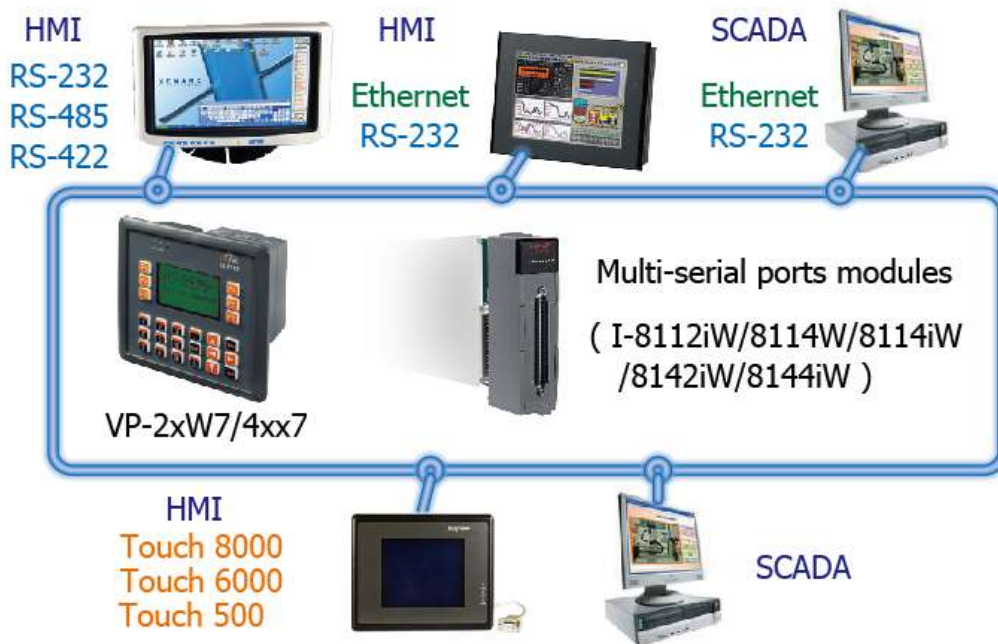 HMI
RS-232
RS-485
RS-422
HMI
Ethernet
RS-232
SCADA
Ethernet
RS-232
Multi-serial ports modules
( I-8112iW/8114W/8114iW
/8142iW/8144iW )
VP-2xW7/4xx7
HMI
Touch 8000
Touch 6000
Touch 500
SCADA